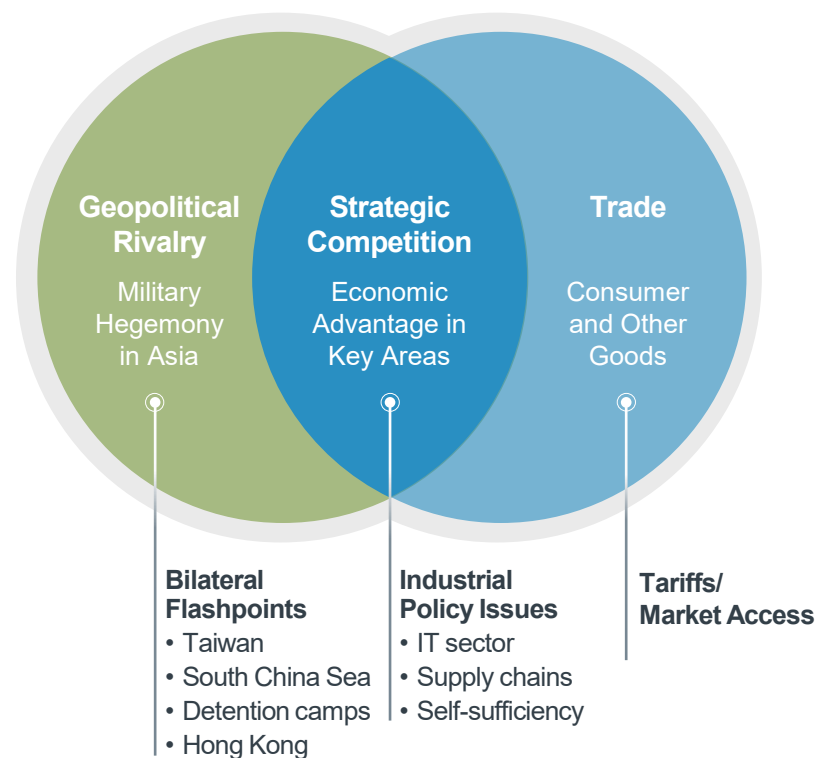 Geopolitical
Rivalry
Military
Hegemony
in Asia
Strategic
Competition
Economic
Advantage in
Key Areas
Trade
Consumer
and Other
Goods
Bilateral
Flashpoints
• Taiwan
• South China Sea
• Detention camps
• Hong Kong
Industrial
Policy Issues
• IT sector
• Supply chains
• Self-sufficiency
Tariffs/
Market Access